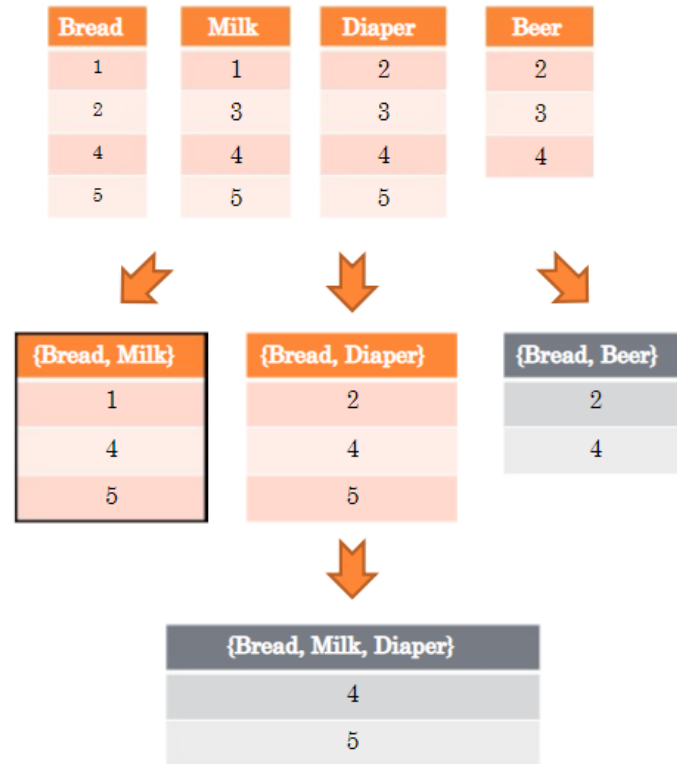 Bread Milk Diaper Beer
1 1 2 2
2 3 3 3
4 4 4 4
5 5 5
{Bread, Milk} {Bread, Diaper} {Bread, Beer}
1 2 2
4 4 4
5 5
{Bread, Milk, Diaper}
4
5